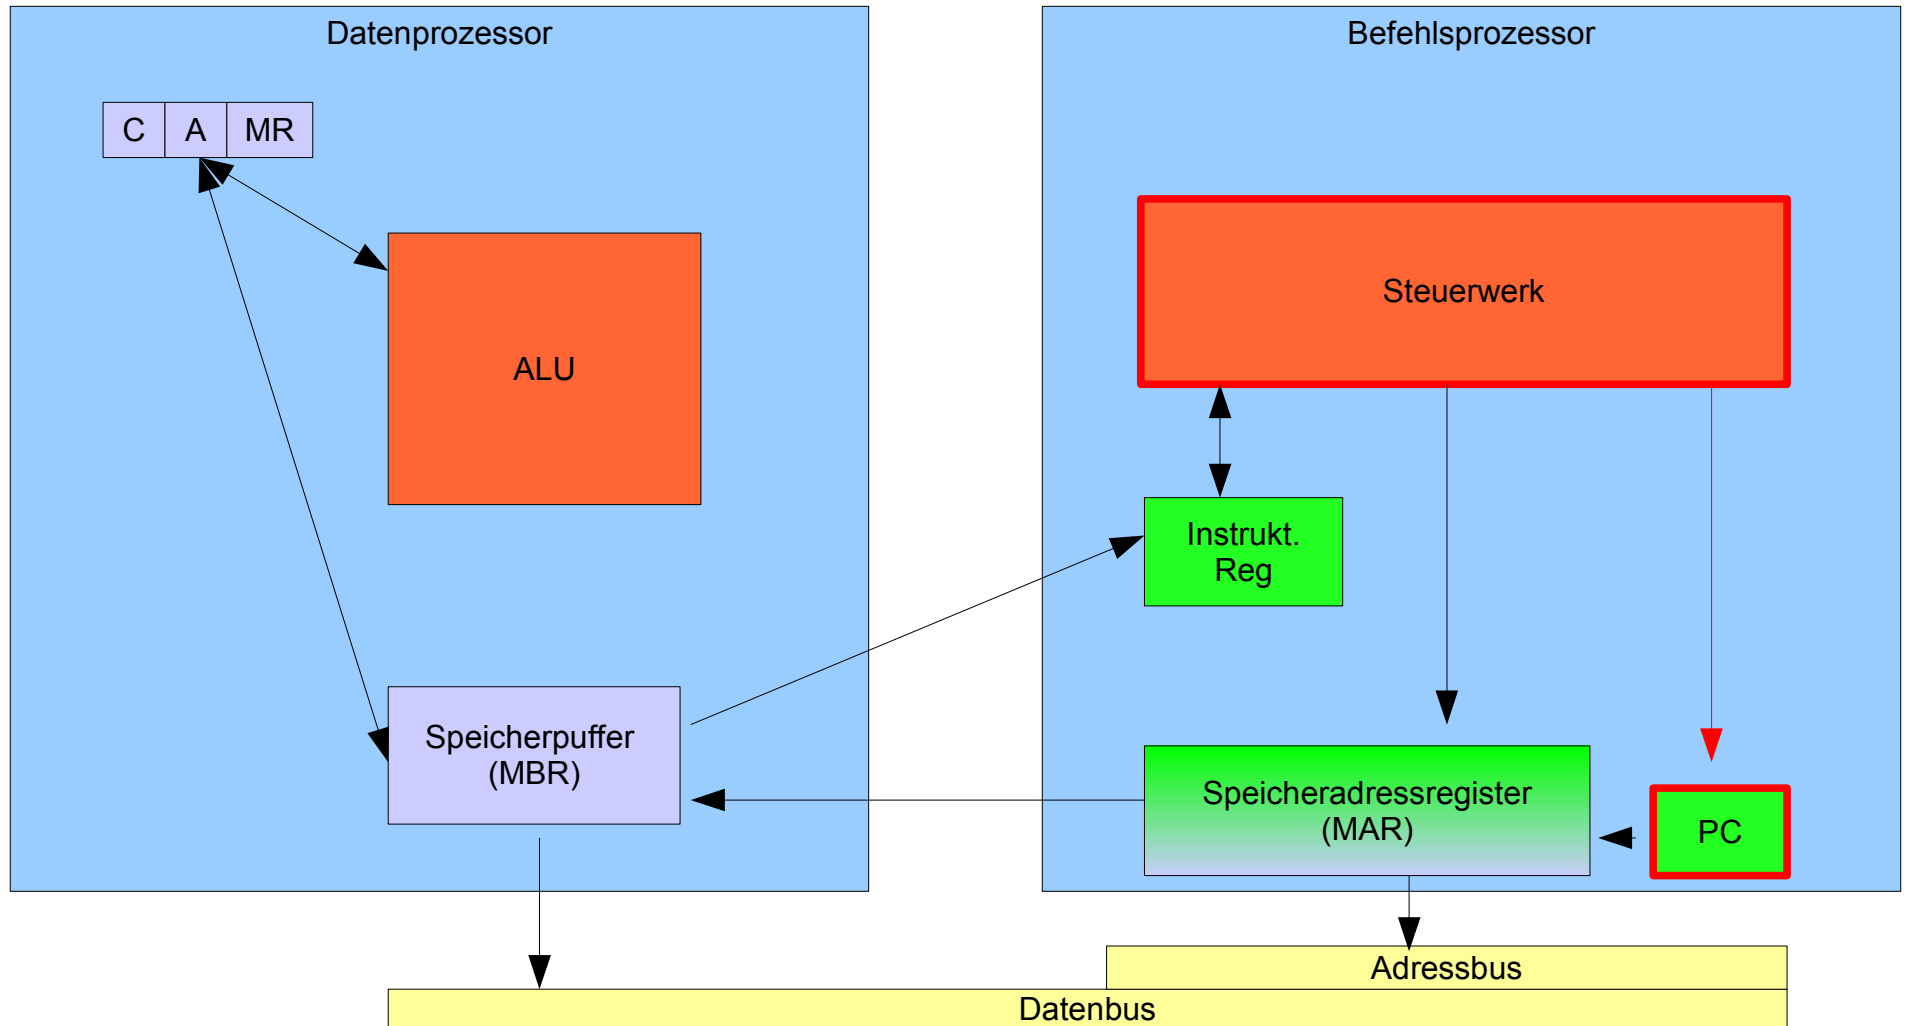 Datenprozessor
Befehlsprozessor
C A MR
Steuerwerk
ALU
Instrukt.
Reg
Speicherpuffer
(MBR)
Speicheradressregister
(MAR)
PC
Adressbus
Datenbus